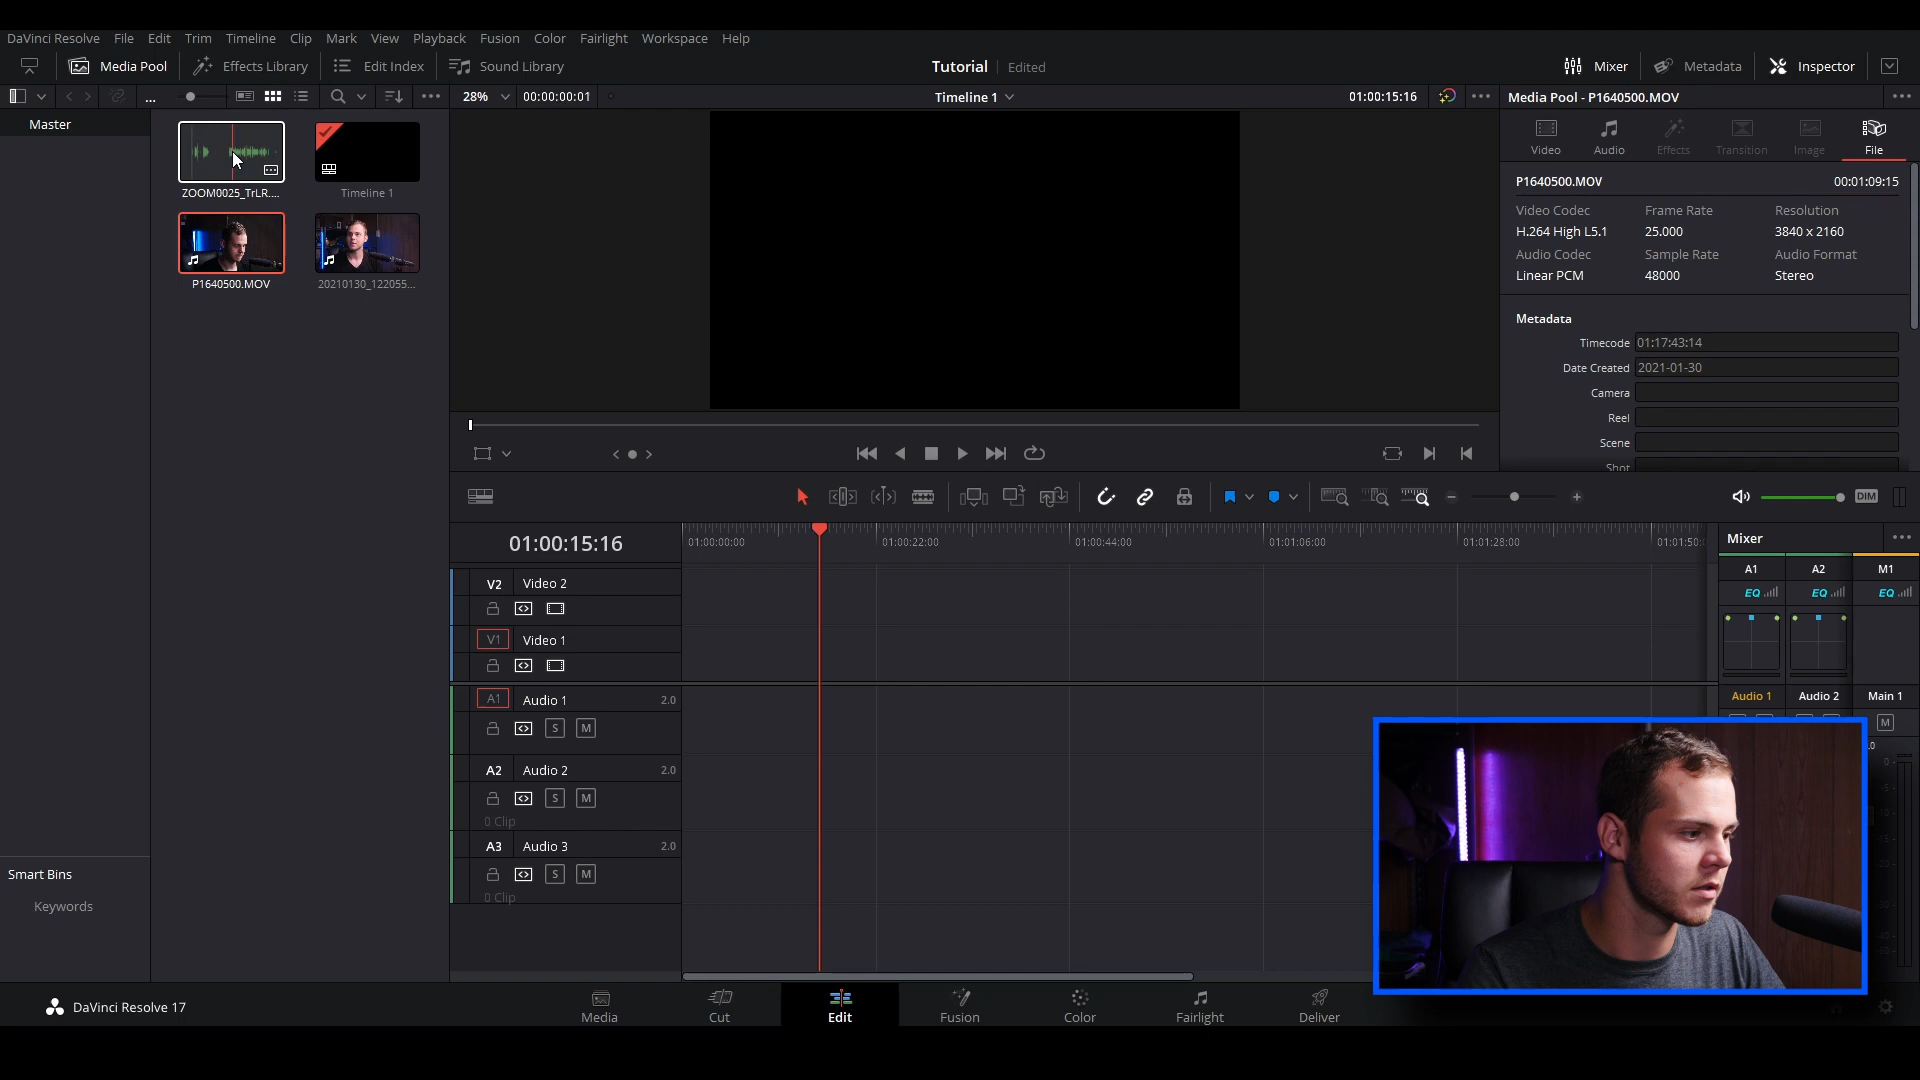 DaVinci Resolve File Edit Trim Timeline Clip Mark View Playback Fusion Color Fairlight Workspace Help
Media Pool Effects Library Edit Index Sound Library Tutorial Edited Mixer Metadata Inspector
... 28% 00:00:00:01 Timeline 1 01:00:15:16 Media Pool - P1640500.MOV
Master
Video Audio Effects Transition Image File
ZOOM0025_TrLR.... Timeline 1
P1640500.MOV 20210130_122055...
P1640500.MOV 00:01:09:15
Video Codec Frame Rate Resolution
H.264 High L5.1 25.000 3840 x 2160
Audio Codec Sample Rate Audio Format
Linear PCM 48000 Stereo
Metadata
Timecode 01:17:43:14
Date Created 2021-01-30
Camera
Reel
Scene
Shot
DIM
01:00:15:16 01:00:00:00 01:00:22:00 01:00:44:00 01:01:06:00 01:01:28:00 01:01:50:
Mixer
A1 A2 M1
EQ EQ EQ
V2 Video 2
V1 Video 1
A1 Audio 1 2.0
S M
A2 Audio 2 2.0
S M
0 Clip
A3 Audio 3 2.0
S M
0 Clip
Audio 1 Audio 2 Main 1
M
Smart Bins
Keywords
DaVinci Resolve 17
Media Cut Edit Fusion Color Fairlight Deliver